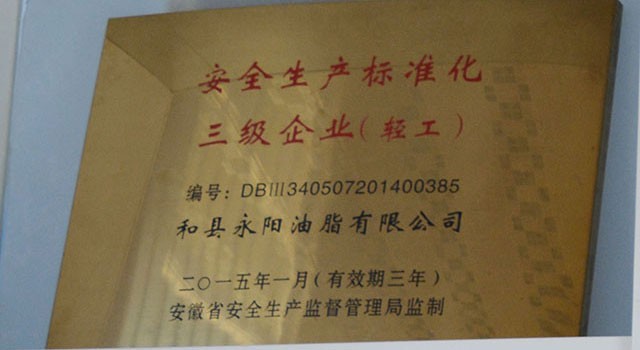 安全生产标准化
三级企业(轻工)
编号：DBIII340507201400385
和县永阳油脂有限公司
二〇一五年一月(有效期三年)
安徽省安全生产监督管理局监制